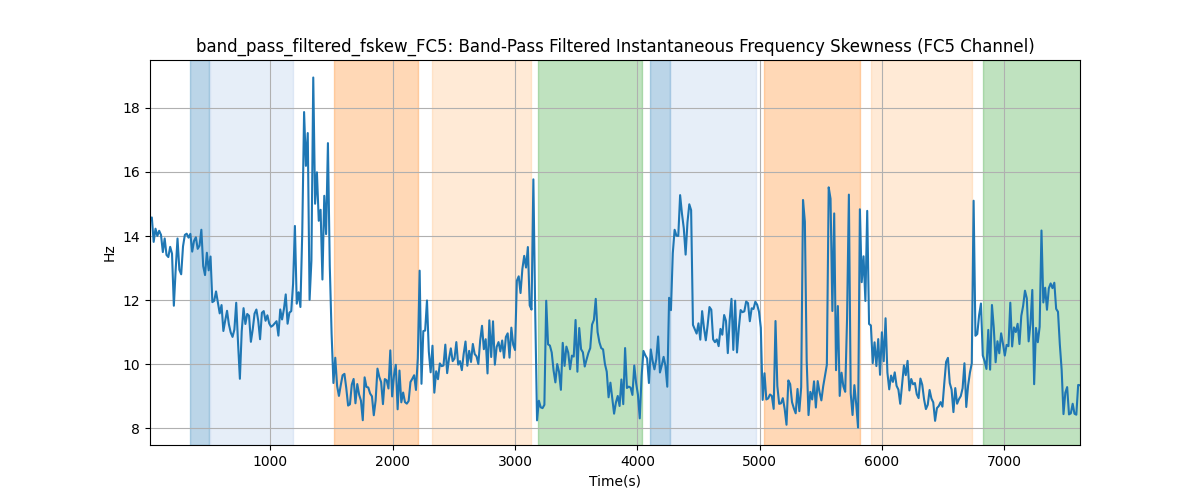 band_pass_filtered_fskew_FC5: Band-Pass Filtered Instantaneous Frequency Skewness (FC5 Channel)
18
16
14
12
10
8
Hz
1000 2000 3000 4000 5000 6000 7000
Time(s)